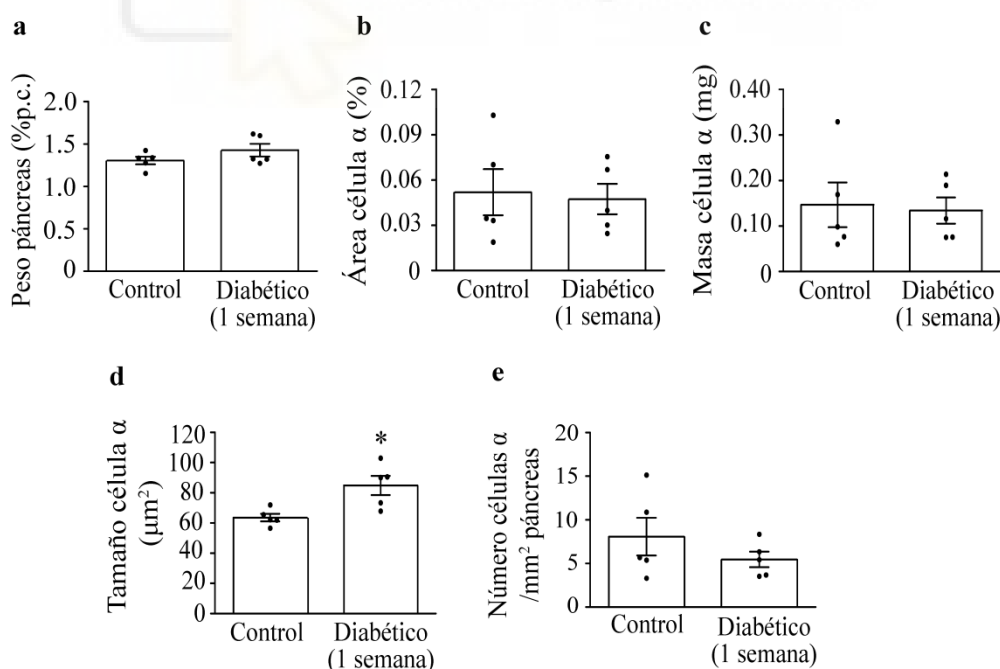 a
Peso páncreas (%p.c.)
2.0
1.5
1.0
0.5
0
Control
Diabético
(1 semana)
b
Área célula α (%)
0.12
0.09
0.06
0.03
0
Control
Diabético
(1 semana)
c
Masa célula α (mg)
0.40
0.30
0.20
0.10
0
Control
Diabético
(1 semana)
d
Tamaño célula α
(µm²)
120
100
80
60
40
20
0
*
Control
Diabético
(1 semana)
e
Número células α
/mm² páncreas
20
15
10
5
0
Control
Diabético
(1 semana)